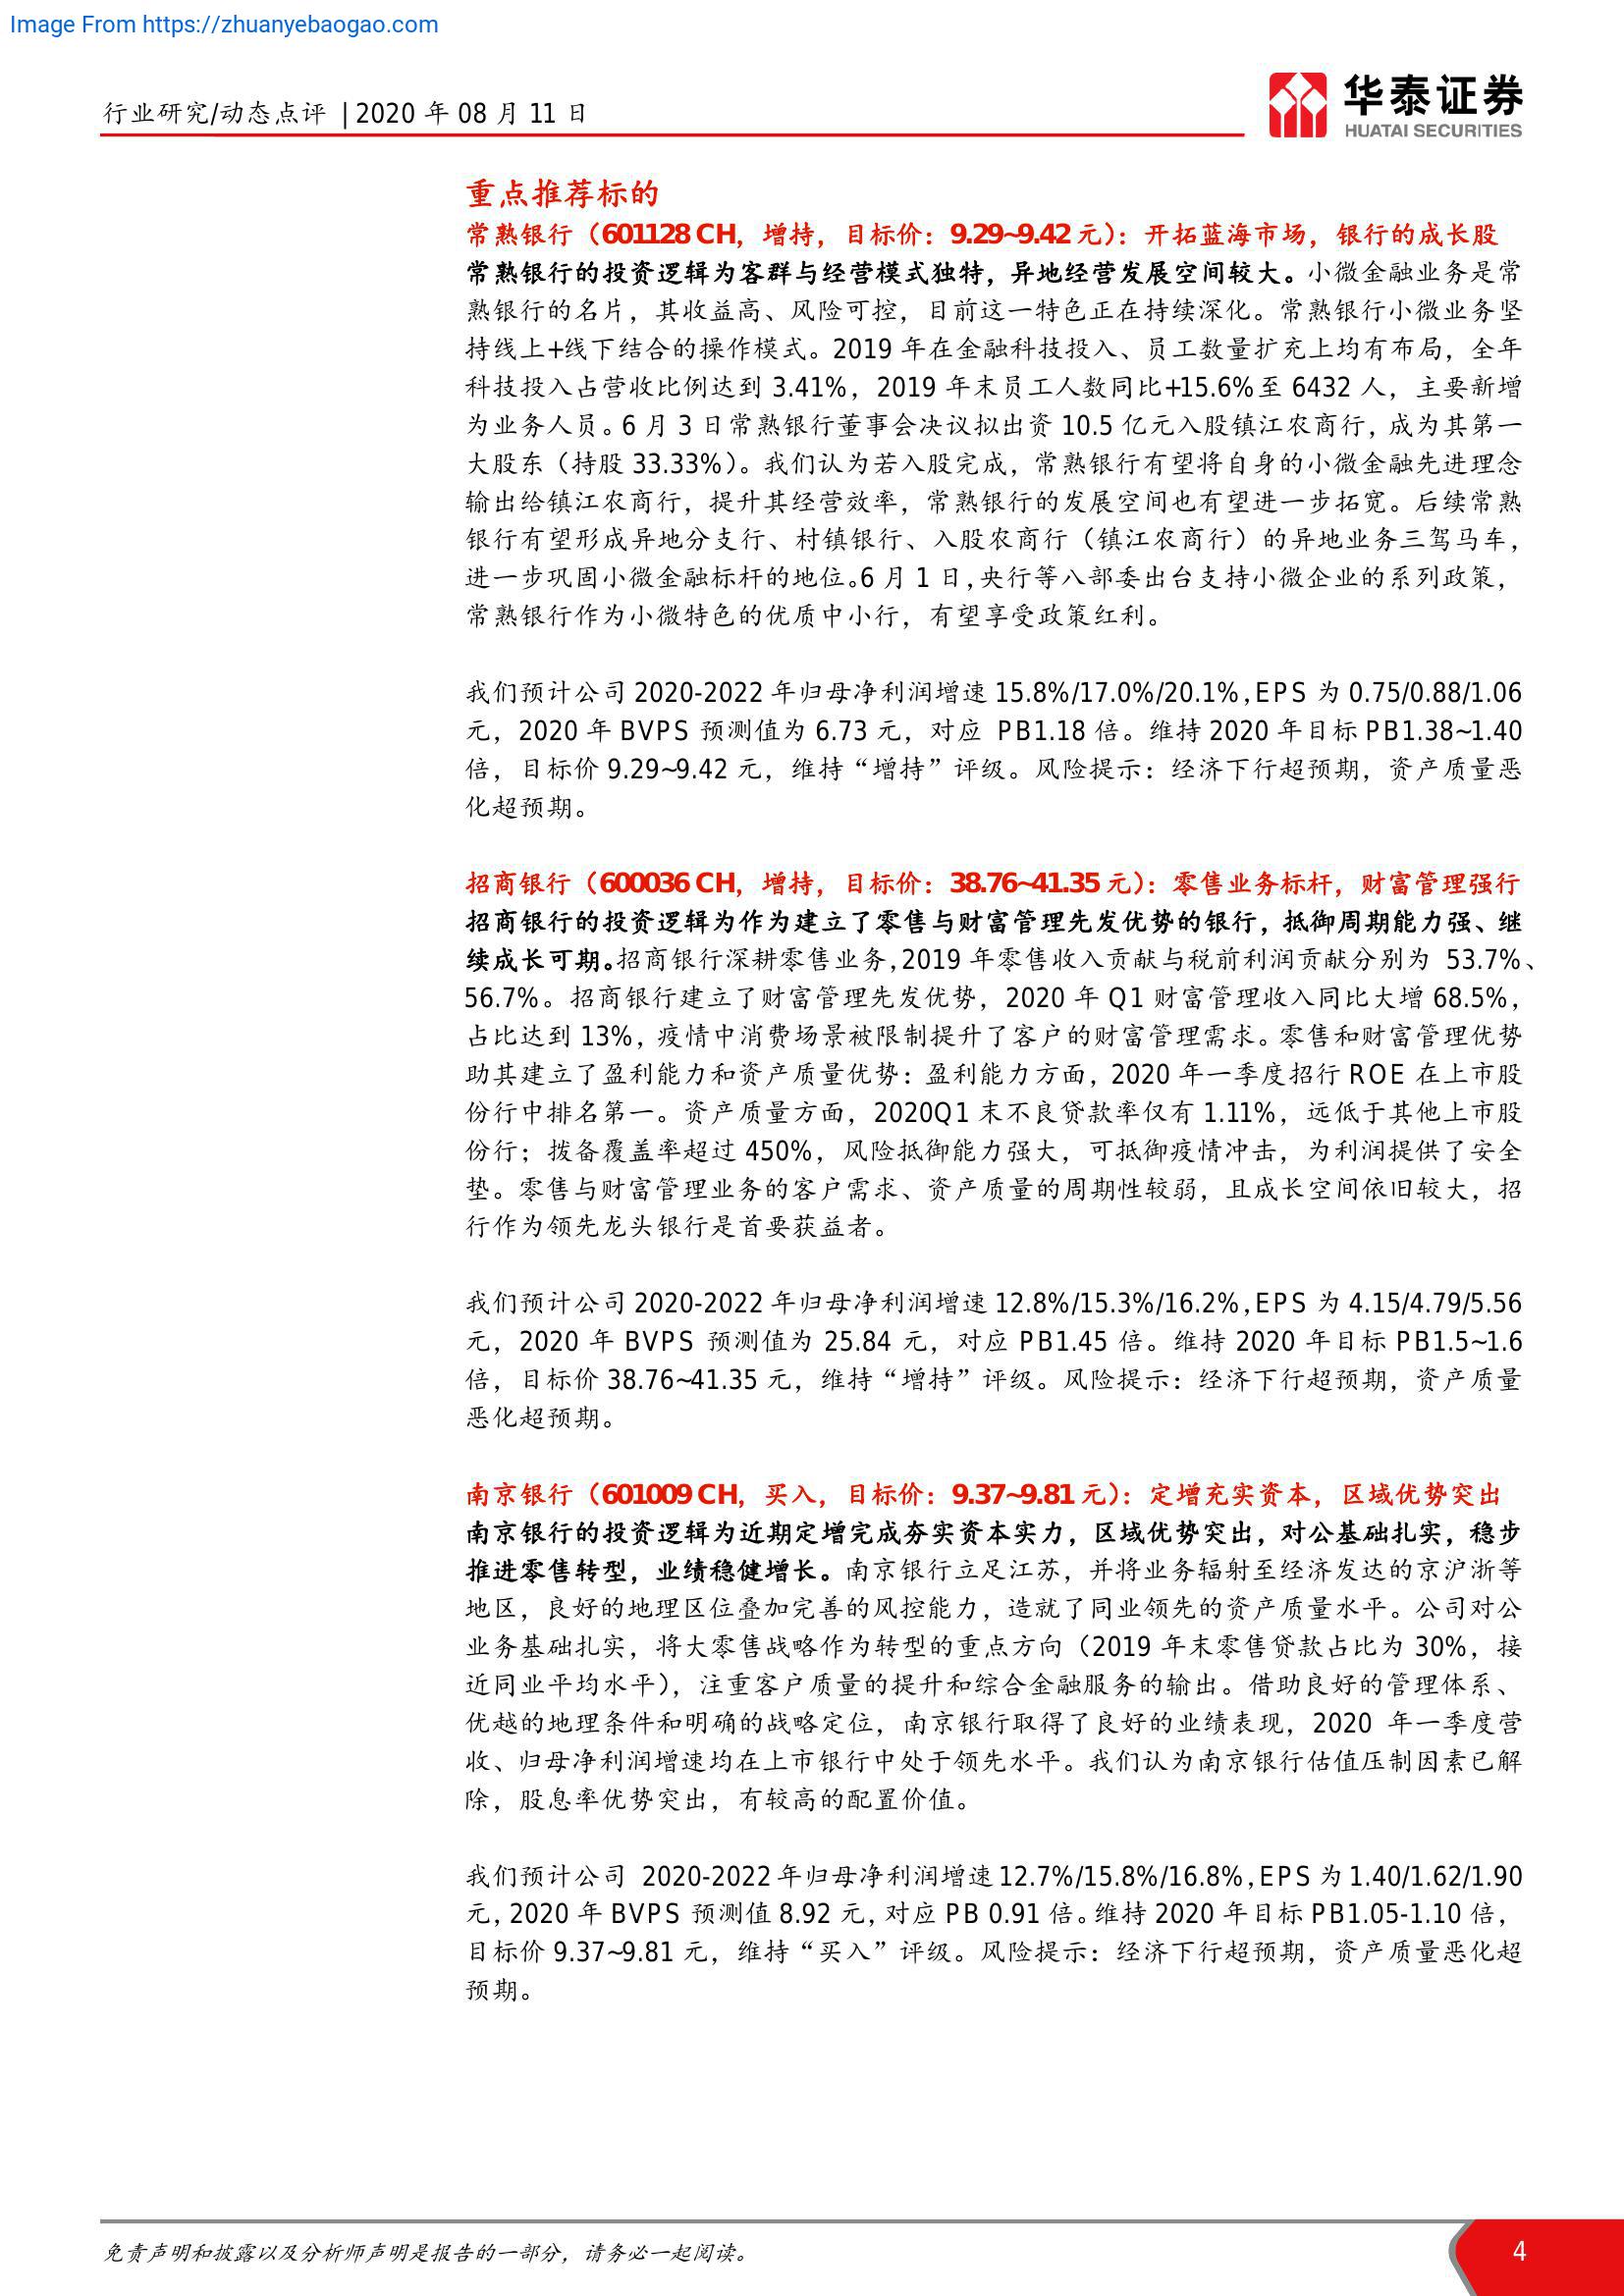 Image From https://zhuanyebaogao.com
行业研究/动态点评 | 2020 年 08 月 11 日
华泰证券
HUATAI SECURITIES
重点推荐标的
常熟银行（601128 CH，增持，目标价：9.29~9.42 元）：开拓蓝海市场，银行的成长股
常熟银行的投资逻辑为客群与经营模式独特，异地经营发展空间较大。小微金融业务是常
熟银行的名片，其收益高、风险可控，目前这一特色正在持续深化。常熟银行小微业务坚
持线上+线下结合的操作模式。2019 年在金融科技投入、员工数量扩充上均有布局，全年
科技投入占营收比例达到 3.41%，2019 年末员工人数同比+15.6%至 6432 人，主要新增
为业务人员。6 月 3 日常熟银行董事会决议拟出资 10.5 亿元入股镇江农商行，成为其第一
大股东（持股 33.33%）。我们认为若入股完成，常熟银行有望将自身的小微金融先进理念
输出给镇江农商行，提升其经营效率，常熟银行的发展空间也有望进一步拓宽。后续常熟
银行有望形成异地分支行、村镇银行、入股农商行（镇江农商行）的异地业务三驾马车，
进一步巩固小微金融标杆的地位。6 月 1 日，央行等八部委出台支持小微企业的系列政策，
常熟银行作为小微特色的优质中小行，有望享受政策红利。
我们预计公司 2020-2022 年归母净利润增速 15.8%/17.0%/20.1%，EPS 为 0.75/0.88/1.06
元，2020 年 BVPS 预测值为 6.73 元，对应 PB1.18 倍。维持 2020 年目标 PB1.38~1.40
倍，目标价 9.29~9.42 元，维持“增持”评级。风险提示：经济下行超预期，资产质量恶
化超预期。
招商银行（600036 CH，增持，目标价：38.76~41.35 元）：零售业务标杆，财富管理强行
招商银行的投资逻辑为作为建立了零售与财富管理先发优势的银行，抵御周期能力强、继
续成长可期。招商银行深耕零售业务，2019 年零售收入贡献与税前利润贡献分别为 53.7%、
56.7%。招商银行建立了财富管理先发优势，2020 年 Q1 财富管理收入同比大增 68.5%，
占比达到 13%，疫情中消费场景被限制提升了客户的财富管理需求。零售和财富管理优势
助其建立了盈利能力和资产质量优势：盈利能力方面，2020 年一季度招行 ROE 在上市股
份行中排名第一。资产质量方面，2020Q1 末不良贷款率仅有 1.11%，远低于其他上市股
份行；拨备覆盖率超过 450%，风险抵御能力强大，可抵御疫情冲击，为利润提供了安全
垫。零售与财富管理业务的客户需求、资产质量的周期性较弱，且成长空间依旧较大，招
行作为领先龙头银行是首要获益者。
我们预计公司 2020-2022 年归母净利润增速 12.8%/15.3%/16.2%，EPS 为 4.15/4.79/5.56
元，2020 年 BVPS 预测值为 25.84 元，对应 PB1.45 倍。维持 2020 年目标 PB1.5~1.6
倍，目标价 38.76~41.35 元，维持“增持”评级。风险提示：经济下行超预期，资产质量
恶化超预期。
南京银行（601009 CH，买入，目标价：9.37~9.81 元）：定增充实资本，区域优势突出
南京银行的投资逻辑为近期定增完成夯实资本实力，区域优势突出，对公基础扎实，稳步
推进零售转型，业绩稳健增长。南京银行立足江苏，并将业务辐射至经济发达的京沪浙等
地区，良好的地理区位叠加完善的风控能力，造就了同业领先的资产质量水平。公司对公
业务基础扎实，将大零售战略作为转型的重点方向（2019 年末零售贷款占比为 30%，接
近同业平均水平），注重客户质量的提升和综合金融服务的输出。借助良好的管理体系、
优越的地理条件和明确的战略定位，南京银行取得了良好的业绩表现，2020 年一季度营
收、归母净利润增速均在上市银行中处于领先水平。我们认为南京银行估值压制因素已解
除，股息率优势突出，有较高的配置价值。
我们预计公司 2020-2022 年归母净利润增速 12.7%/15.8%/16.8%，EPS 为 1.40/1.62/1.90
元，2020 年 BVPS 预测值 8.92 元，对应 PB 0.91 倍。维持 2020 年目标 PB1.05-1.10 倍，
目标价 9.37~9.81 元，维持“买入”评级。风险提示：经济下行超预期，资产质量恶化超
预期。
免责声明和披露以及分析师声明是报告的一部分，请务必一起阅读。
4